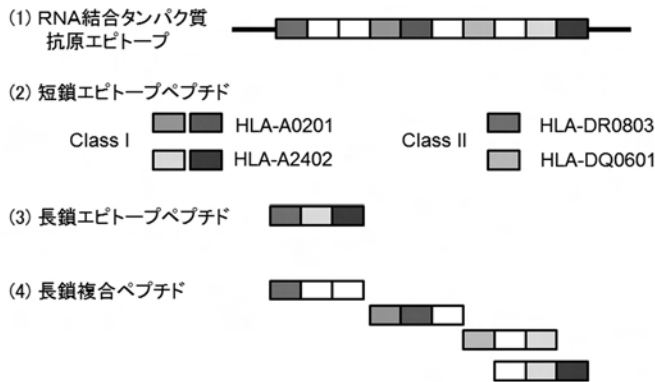 (1) RNA結合タンパク質
抗原エピトープ
(2) 短鎖エピトープペプチド
Class I
HLA-A0201
HLA-A2402
Class II
HLA-DR0803
HLA-DQ0601
(3) 長鎖エピトープペプチド
(4) 長鎖複合ペプチド